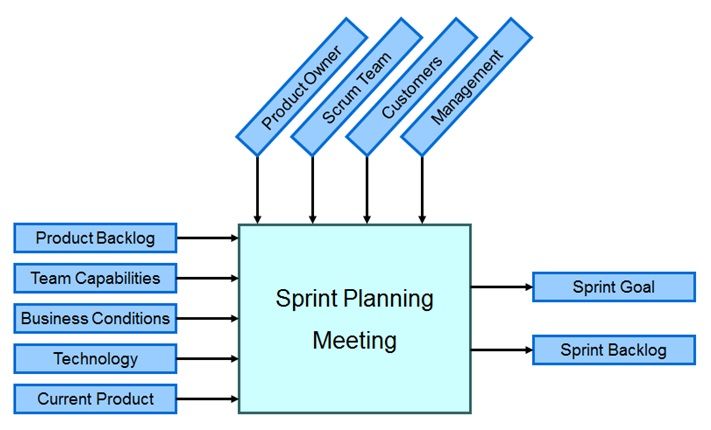 Product Owner
Scrum Team
Customers
Management
Product Backlog
Team Capabilities
Business Conditions
Technology
Current Product
Sprint Planning
Meeting
Sprint Goal
Sprint Backlog